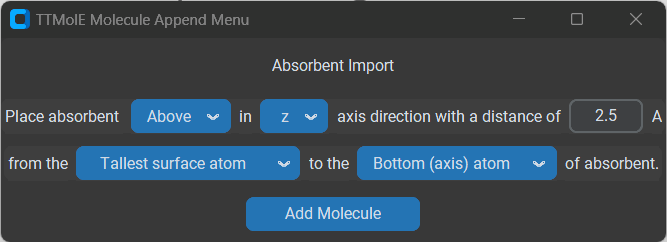 TTMolE Molecule Append Menu
Absorbent Import
Place absorbent Above in z axis direction with a distance of 2.5 A
from the Tallest surface atom to the Bottom (axis) atom of absorbent.
Add Molecule